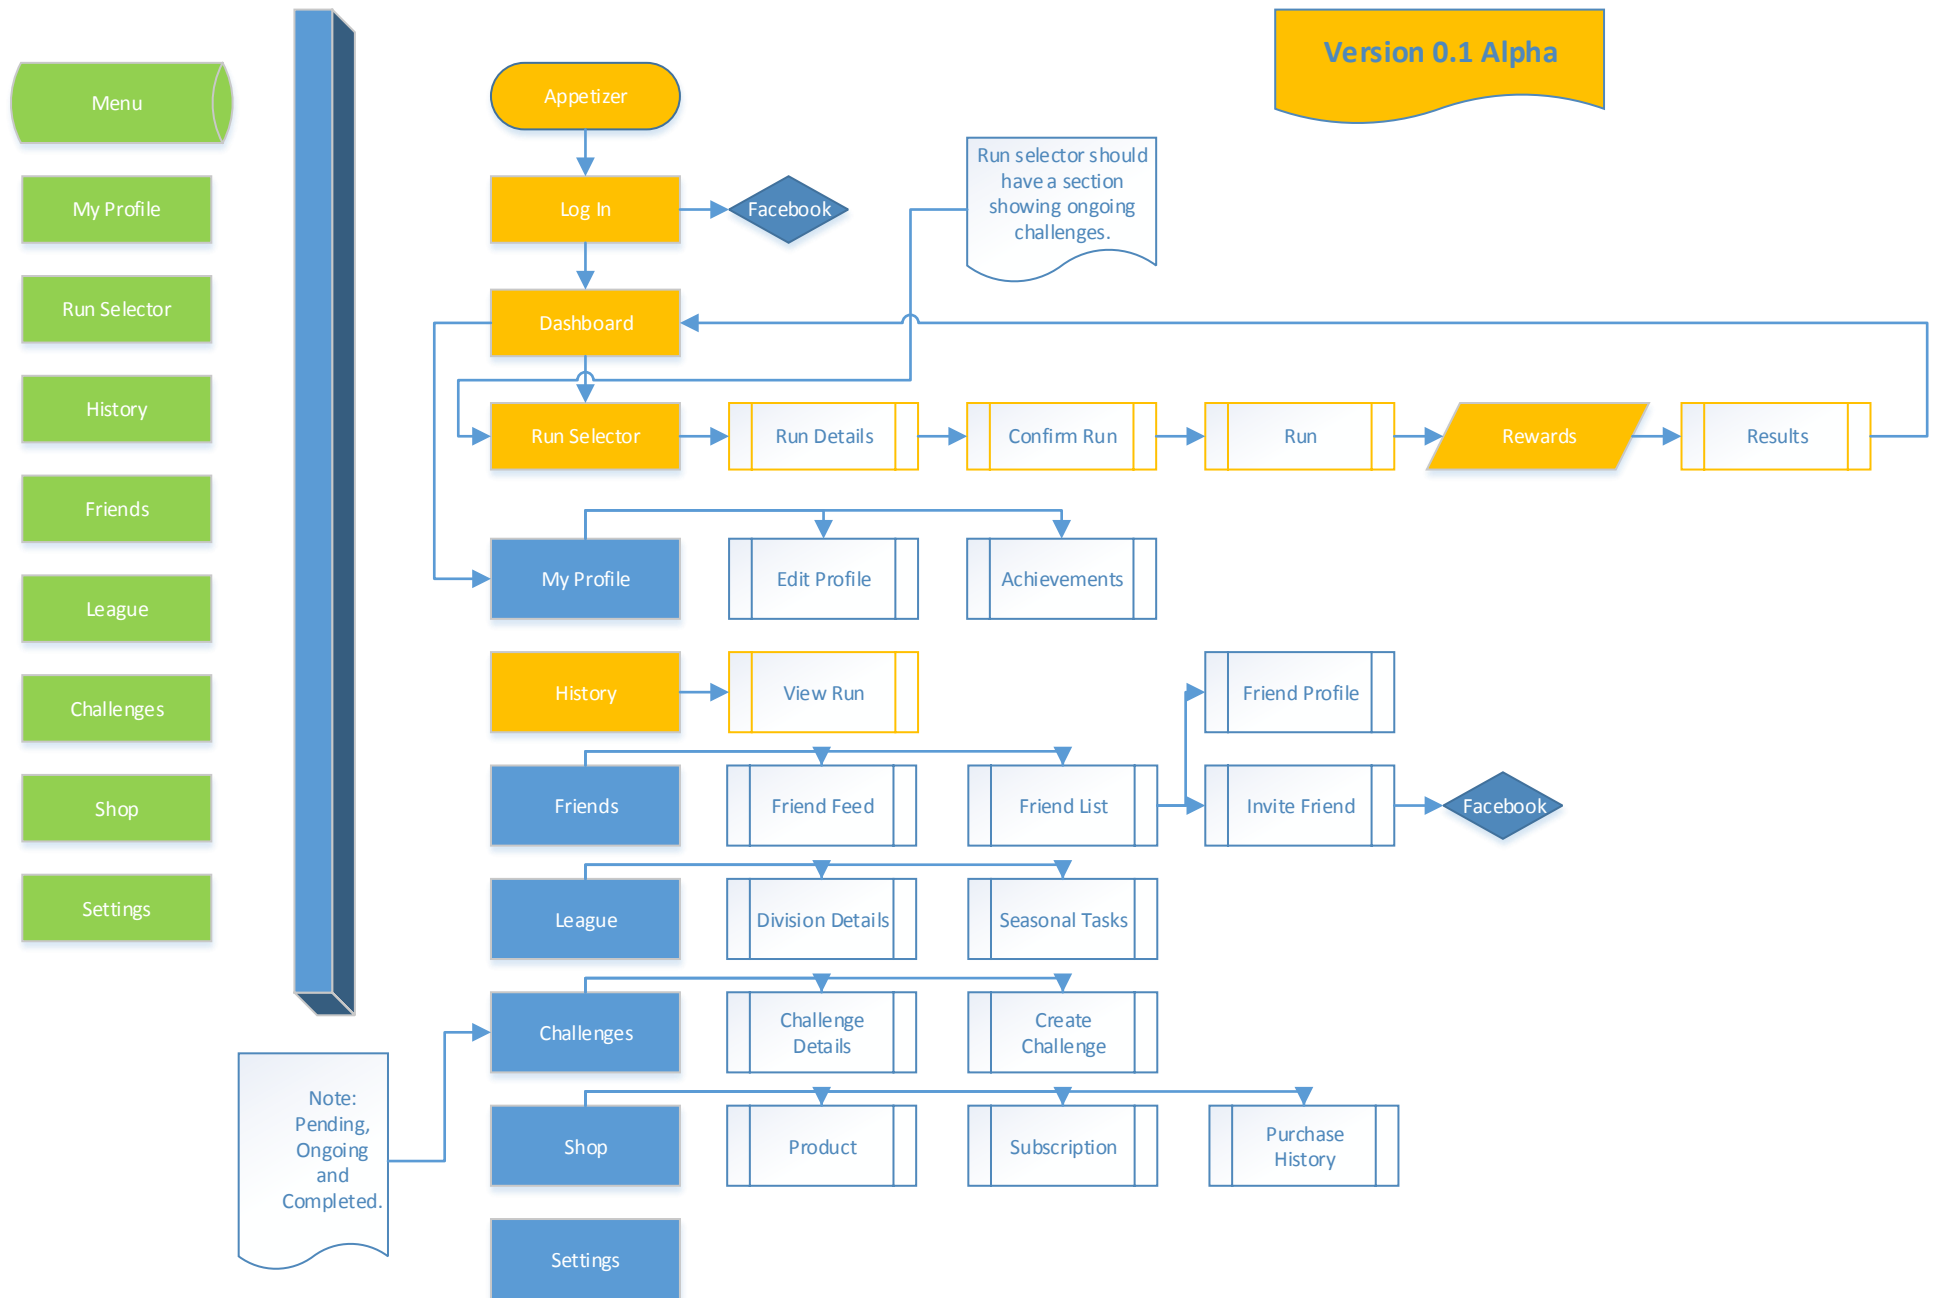 Version 0.1 Alpha
Menu
My Profile
Run Selector
History
Friends
League
Challenges
Shop
Settings
Appetizer
Log In
Facebook
Run selector should
have a section
showing ongoing
challenges.
Dashboard
Run Selector
Run Details
Confirm Run
Run
Rewards
Results
My Profile
Edit Profile
Achievements
History
View Run
Friend Profile
Friends
Friend Feed
Friend List
Invite Friend
Facebook
League
Division Details
Seasonal Tasks
Challenges
Challenge
Details
Create
Challenge
Note:
Pending,
Ongoing
and
Completed.
Shop
Product
Subscription
Purchase
History
Settings